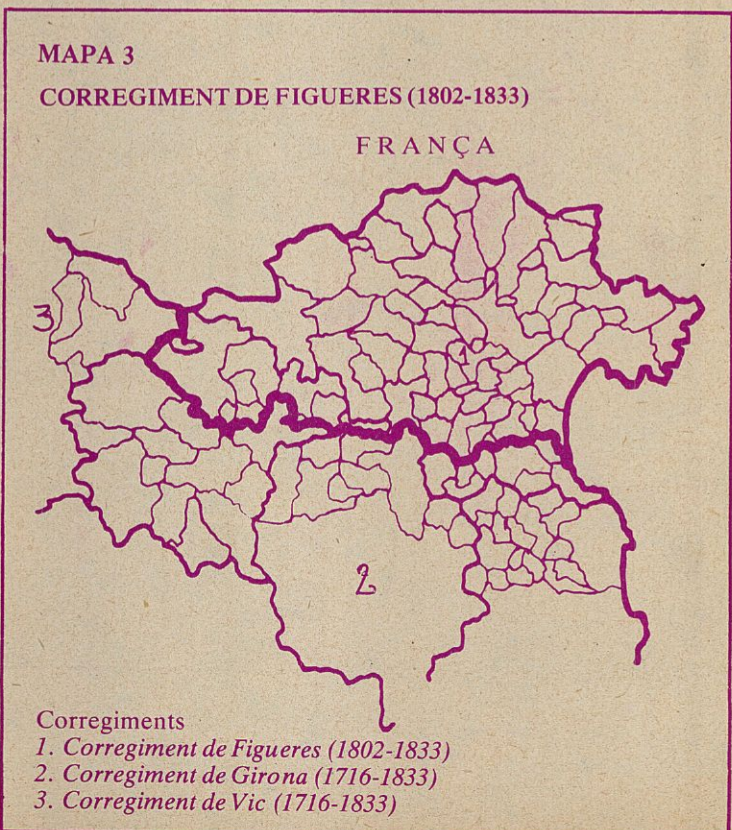 MAPA 3
CORREGIMENT DE FIGUERES (1802-1833)
FRANÇA
3
1
2
Corregiments
1. Corregiment de Figueres (1802-1833)
2. Corregiment de Girona (1716-1833)
3. Corregiment de Vic (1716-1833)